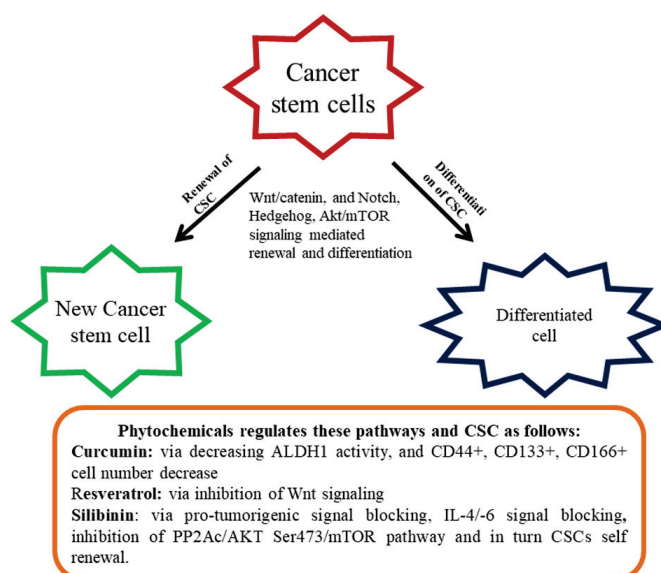 Cancer
stem cells
Renewal of
CSC
Differentiati
on of CSC
Wnt/catenin, and Notch,
Hedgehog, Akt/mTOR
signaling mediated
renewal and differentiation
New Cancer
stem cell
Differentiated
cell
Phytochemicals regulates these pathways and CSC as follows:
Curcumin: via decreasing ALDH1 activity, and CD44+, CD133+, CD166+
cell number decrease
Resveratrol: via inhibition of Wnt signaling
Silibinin: via pro-tumorigenic signal blocking, IL-4/-6 signal blocking,
inhibition of PP2Ac/AKT Ser473/mTOR pathway and in turn CSCs self
renewal.